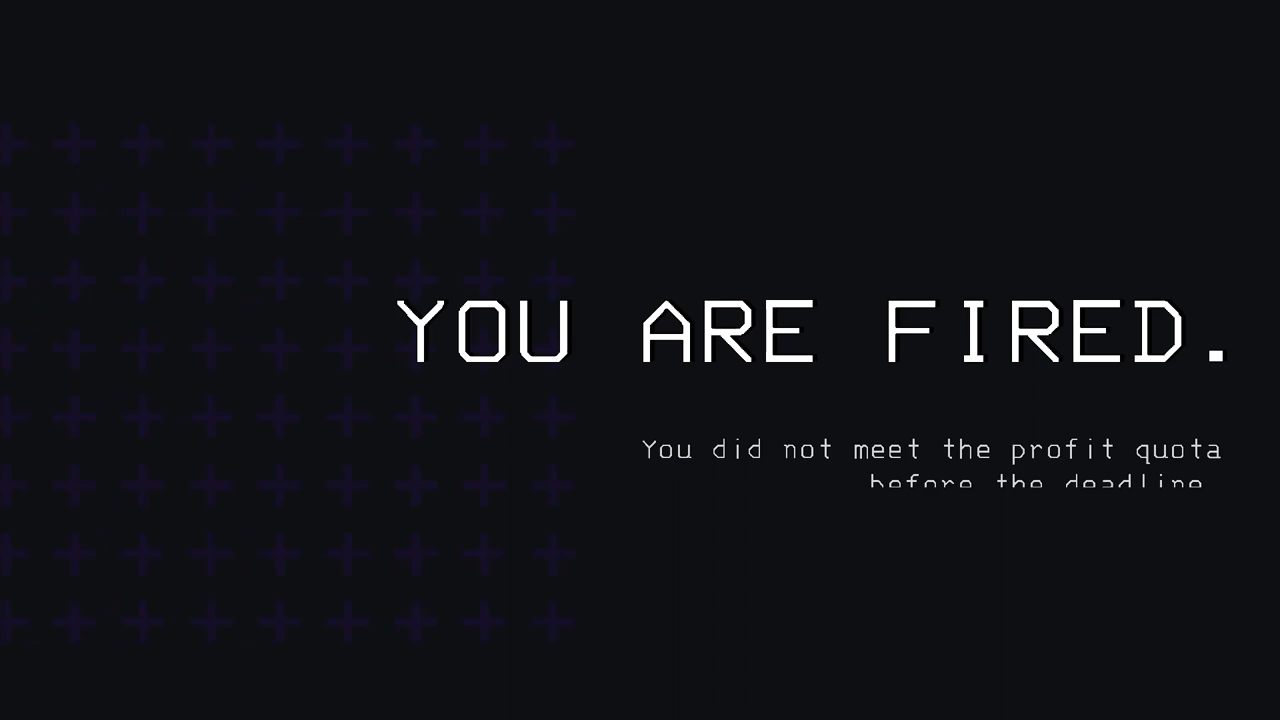 YOU ARE FIRED.
You did not meet the profit quota
before the deadline